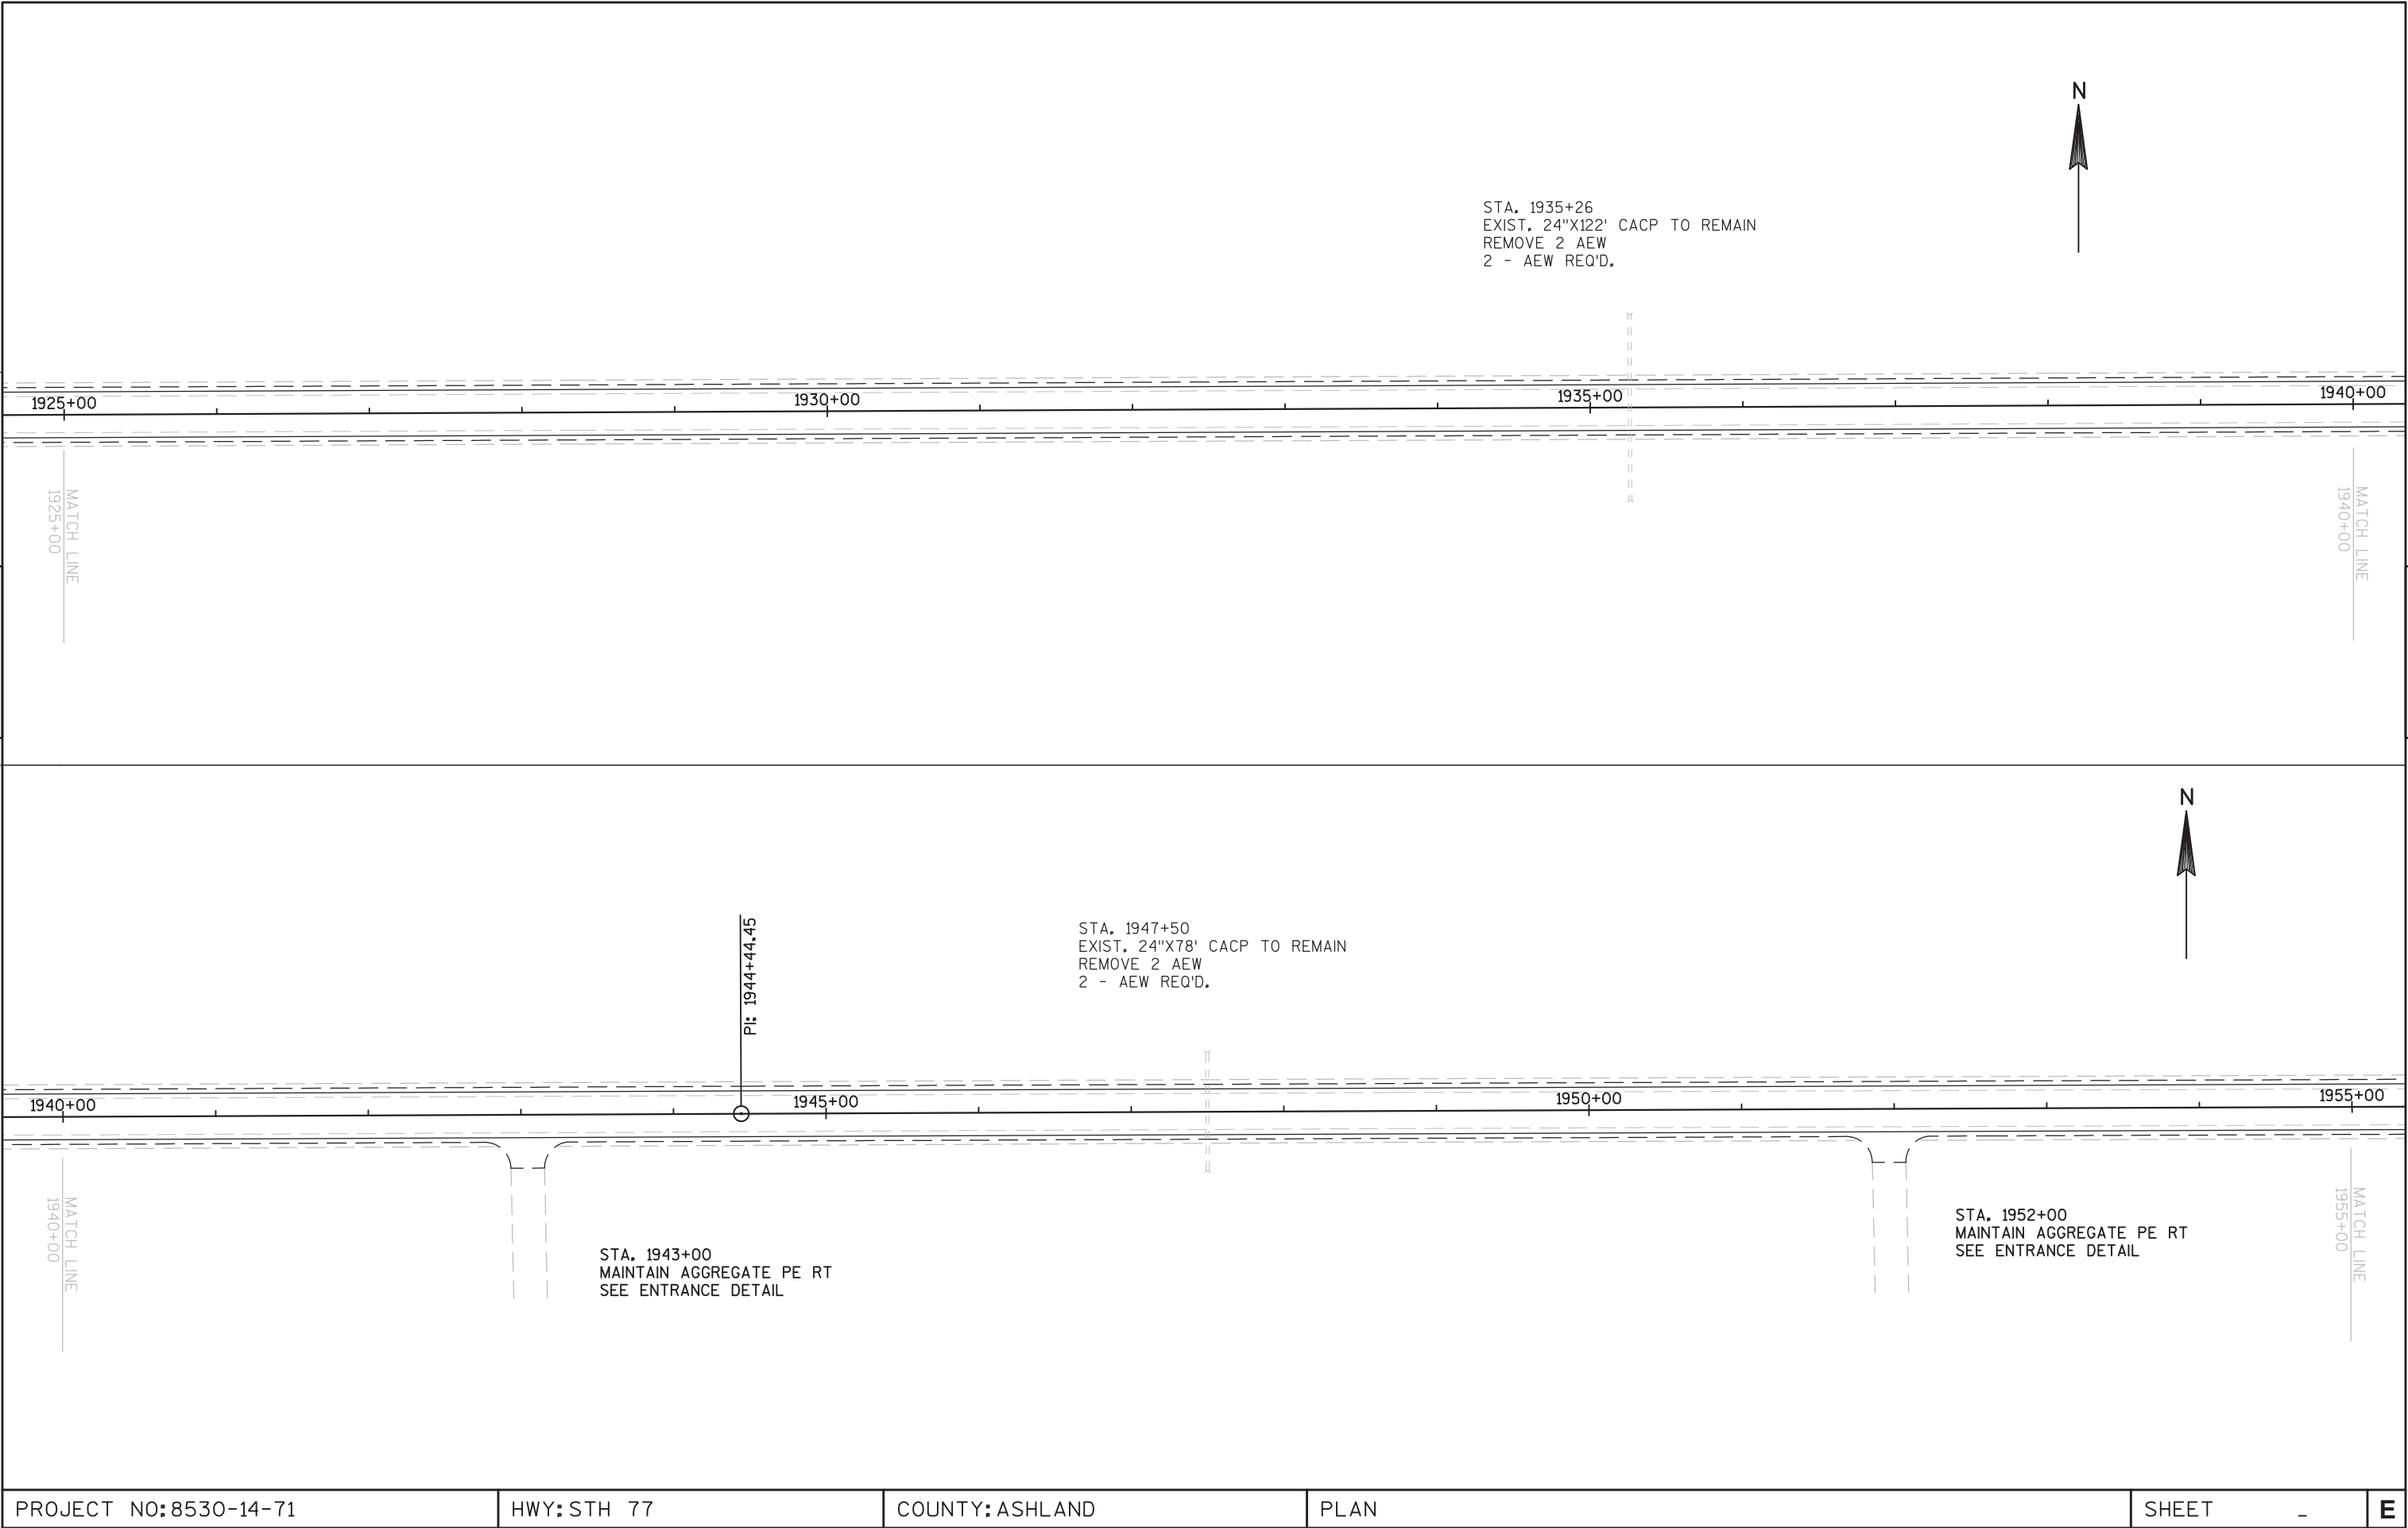 N
STA. 1935+26
EXIST. 24"X122' CACP TO REMAIN
REMOVE 2 AEW
2 - AEW REQ'D.
1925+00
1930+00
1935+00
1940+00
MATCH LINE
1925+00
MATCH LINE
1940+00
N
PI: 1944+44.45
STA. 1947+50
EXIST. 24"X78' CACP TO REMAIN
REMOVE 2 AEW
2 - AEW REQ'D.
1940+00
1945+00
1950+00
1955+00
MATCH LINE
1940+00
STA. 1943+00
MAINTAIN AGGREGATE PE RT
SEE ENTRANCE DETAIL
STA. 1952+00
MAINTAIN AGGREGATE PE RT
SEE ENTRANCE DETAIL
MATCH LINE
1955+00
PROJECT NO:8530-14-71
HWY:STH 77
COUNTY:ASHLAND
PLAN
SHEET _
E